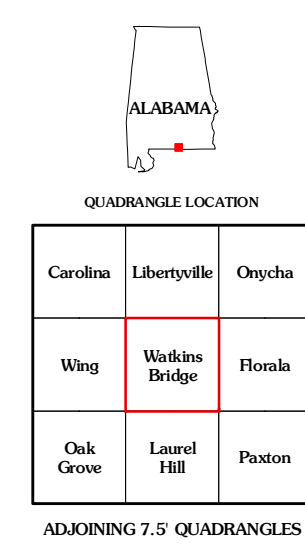 ALABAMA
QUADRANGLE LOCATION
Carolina
Libertyville
Onycha
Wing
Watkins
Bridge
Florala
Oak
Grove
Laurel
Hill
Paxton
ADJOINING 7.5' QUADRANGLES